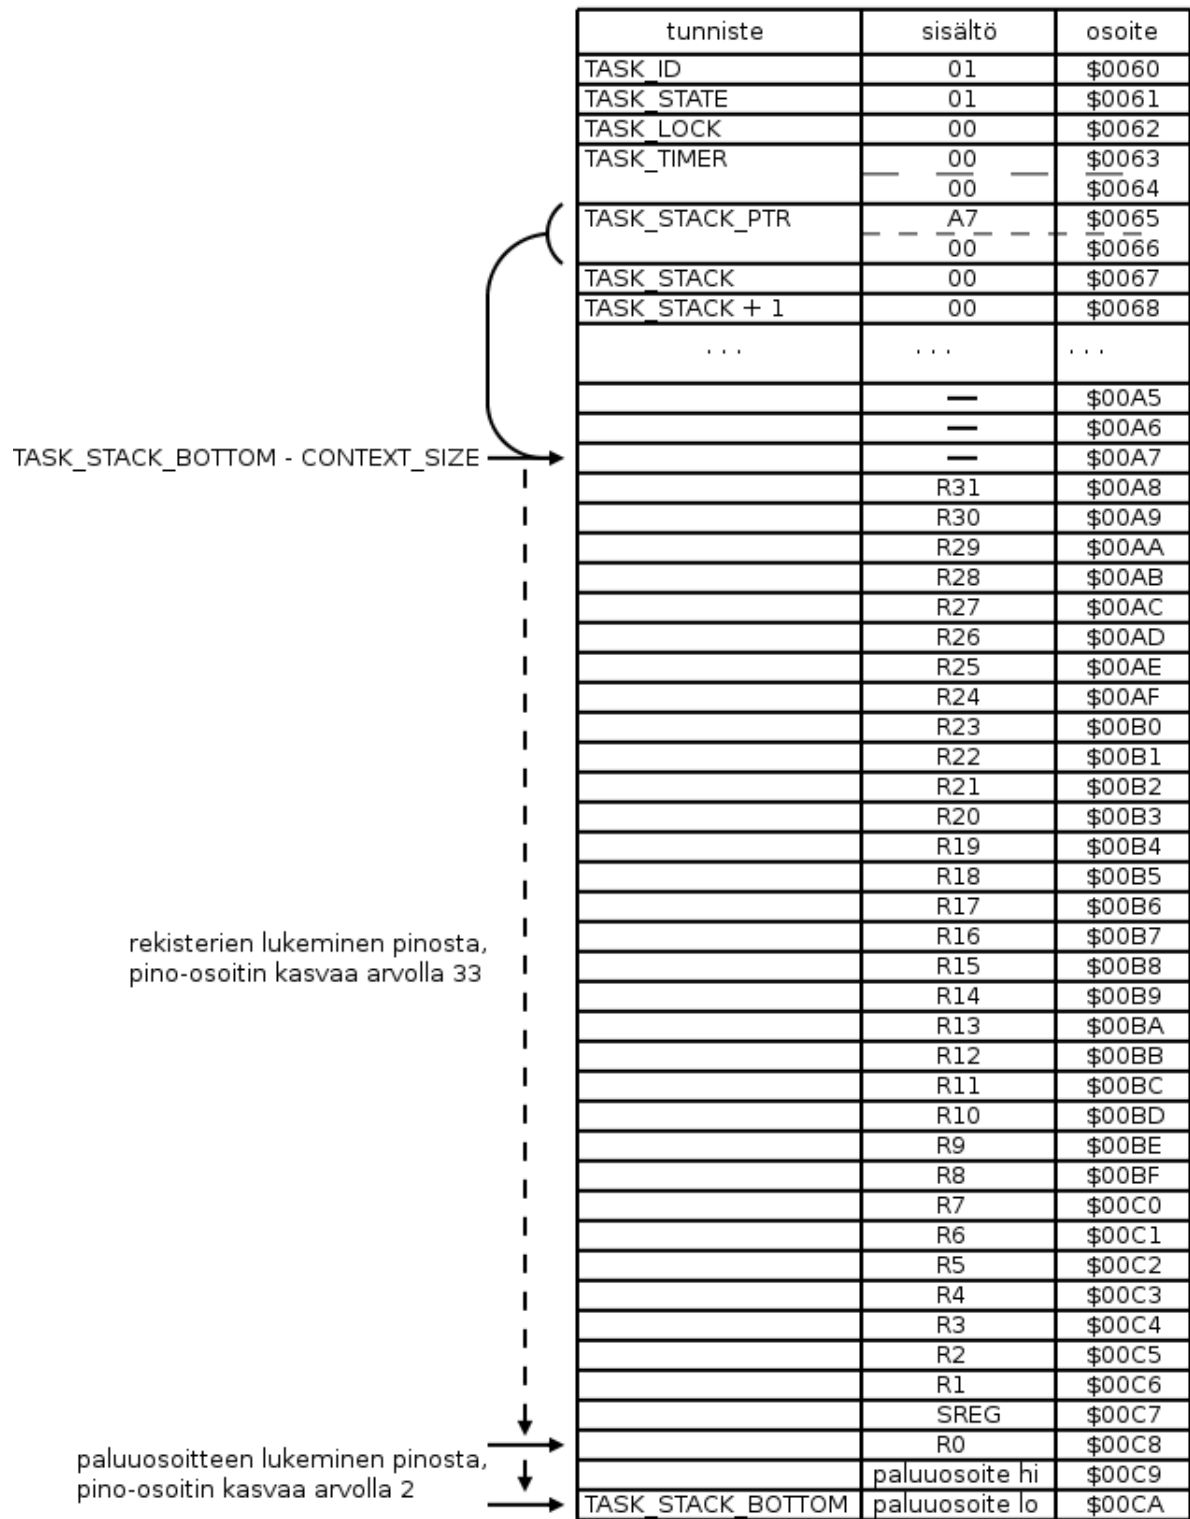 tunniste sisältö osoite
TASK_ID 01 $0060
TASK_STATE 01 $0061
TASK_LOCK 00 $0062
TASK_TIMER 00 $0063
00 $0064
TASK_STACK_PTR A7 $0065
00 $0066
TASK_STACK 00 $0067
TASK_STACK + 1 00 $0068
. . . . . . . . .
— $00A5
— $00A6
TASK_STACK_BOTTOM - CONTEXT_SIZE — $00A7
R31 $00A8
R30 $00A9
R29 $00AA
R28 $00AB
R27 $00AC
R26 $00AD
R25 $00AE
R24 $00AF
R23 $00B0
R22 $00B1
R21 $00B2
R20 $00B3
R19 $00B4
R18 $00B5
R17 $00B6
R16 $00B7
rekisterien lukeminen pinosta,
pino-osoitin kasvaa arvolla 33
R15 $00B8
R14 $00B9
R13 $00BA
R12 $00BB
R11 $00BC
R10 $00BD
R9 $00BE
R8 $00BF
R7 $00C0
R6 $00C1
R5 $00C2
R4 $00C3
R3 $00C4
R2 $00C5
R1 $00C6
SREG $00C7
R0 $00C8
paluuosoitteen lukeminen pinosta,
pino-osoitin kasvaa arvolla 2
paluuosoite hi $00C9
TASK_STACK_BOTTOM paluuosoite lo $00CA